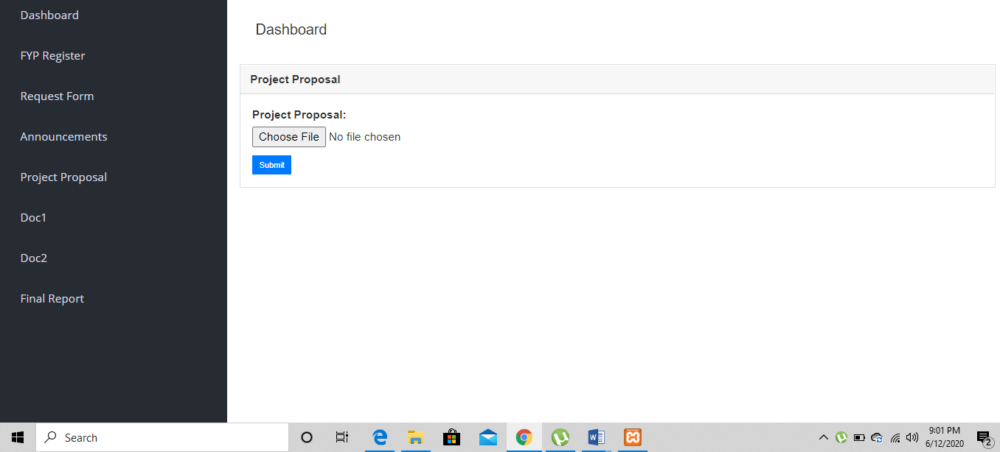 Dashboard
FYP Register
Request Form
Announcements
Project Proposal
Doc1
Doc2
Final Report
Dashboard
Project Proposal
Project Proposal:
Choose File No file chosen
Submit
Search
9:01 PM
6/12/2020
2